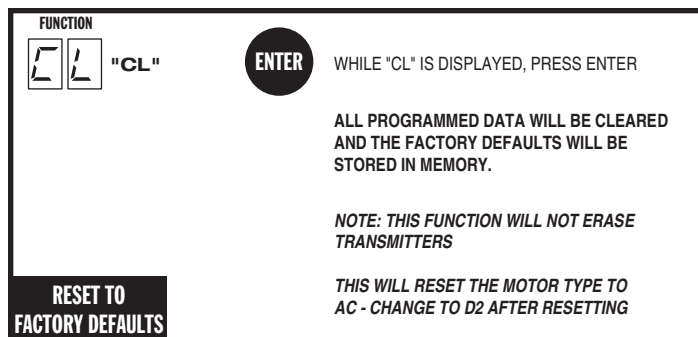 FUNCTION
CL "CL"
ENTER
WHILE "CL" IS DISPLAYED, PRESS ENTER
ALL PROGRAMMED DATA WILL BE CLEARED
AND THE FACTORY DEFAULTS WILL BE
STORED IN MEMORY.
NOTE: THIS FUNCTION WILL NOT ERASE
TRANSMITTERS
THIS WILL RESET THE MOTOR TYPE TO
AC - CHANGE TO D2 AFTER RESETTING
RESET TO
FACTORY DEFAULTS